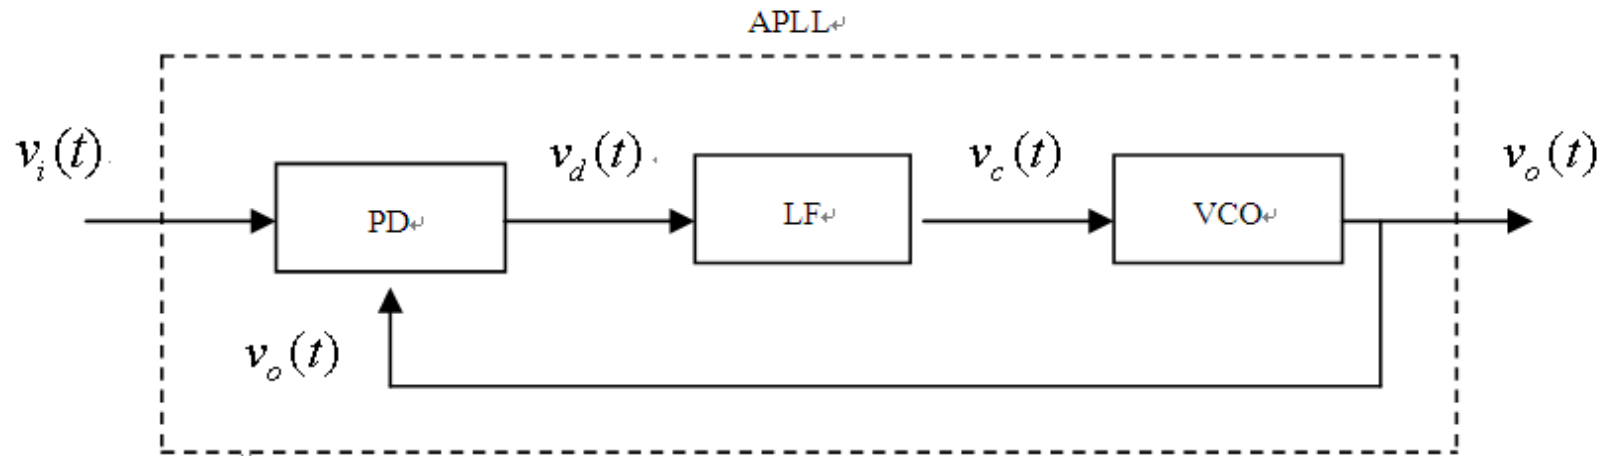 APLL↵
v_i(t)
PD↵
v_d(t)
LF↵
v_c(t)
VCO↵
v_o(t)
v_o(t)